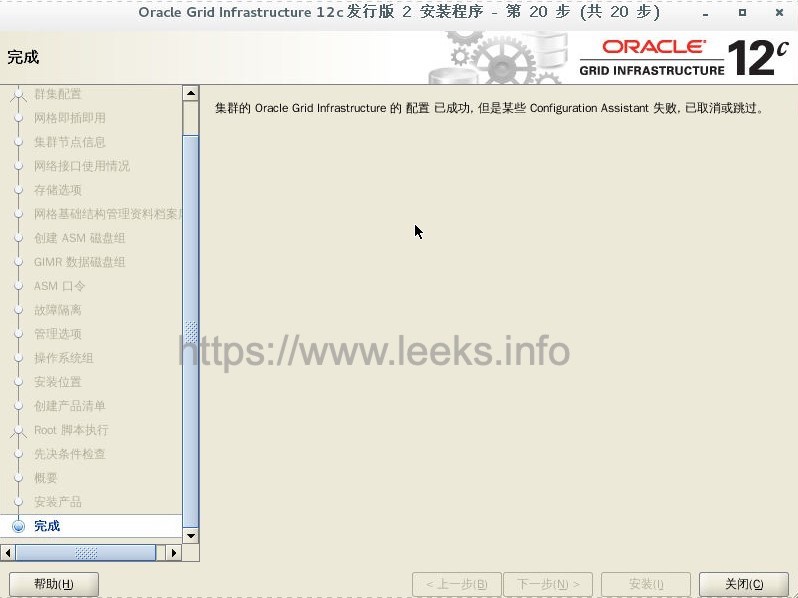 Oracle Grid Infrastructure 12c 发行版 2 安装程序 - 第 20 步 (共 20 步)
完成
ORACLE
GRID INFRASTRUCTURE 12c
群集配置
网格即插即用
集群节点信息
网络接口使用情况
存储选项
网格基础结构管理资料档案
创建 ASM 磁盘组
GIMR 数据磁盘组
ASM 口令
故障隔离
管理选项
操作系统组
安装位置
创建产品清单
Root 脚本执行
先决条件检查
概要
安装产品
完成
集群的 Oracle Grid Infrastructure 的 配置 已成功, 但是某些 Configuration Assistant 失败, 已取消或跳过。
https://www.leeks.info
帮助(H)
< 上一步(B)
下一步(N) >
安装(I)
关闭(C)